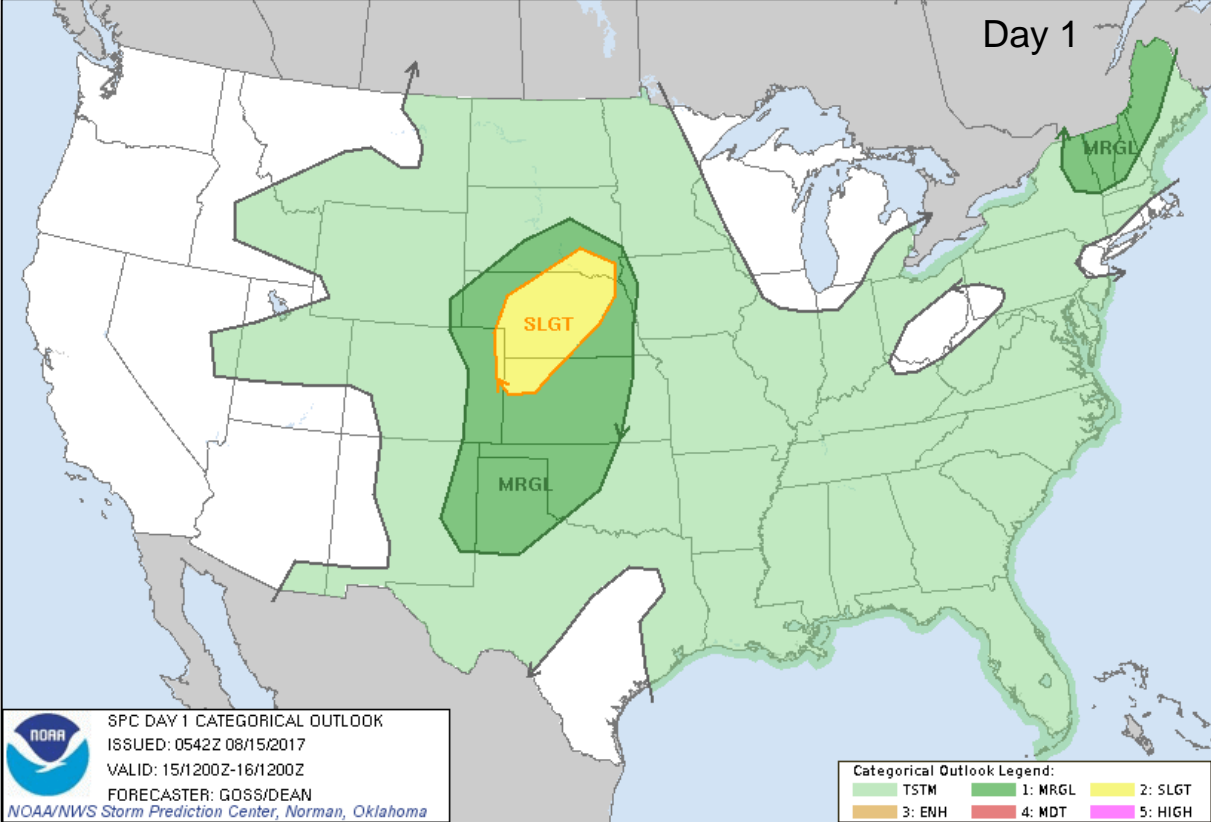 Day 1
MRGL
SLGT
MRGL
NOAA
SPC DAY 1 CATEGORICAL OUTLOOK
ISSUED: 0542Z 08/15/2017
VALID: 15/1200Z-16/1200Z
FORECASTER: GOSS/DEAN
NOAA/NWS Storm Prediction Center, Norman, Oklahoma
Categorical Outlook Legend:
TSTM 1: MRGL 2: SLGT
3: ENH 4: MDT 5: HIGH